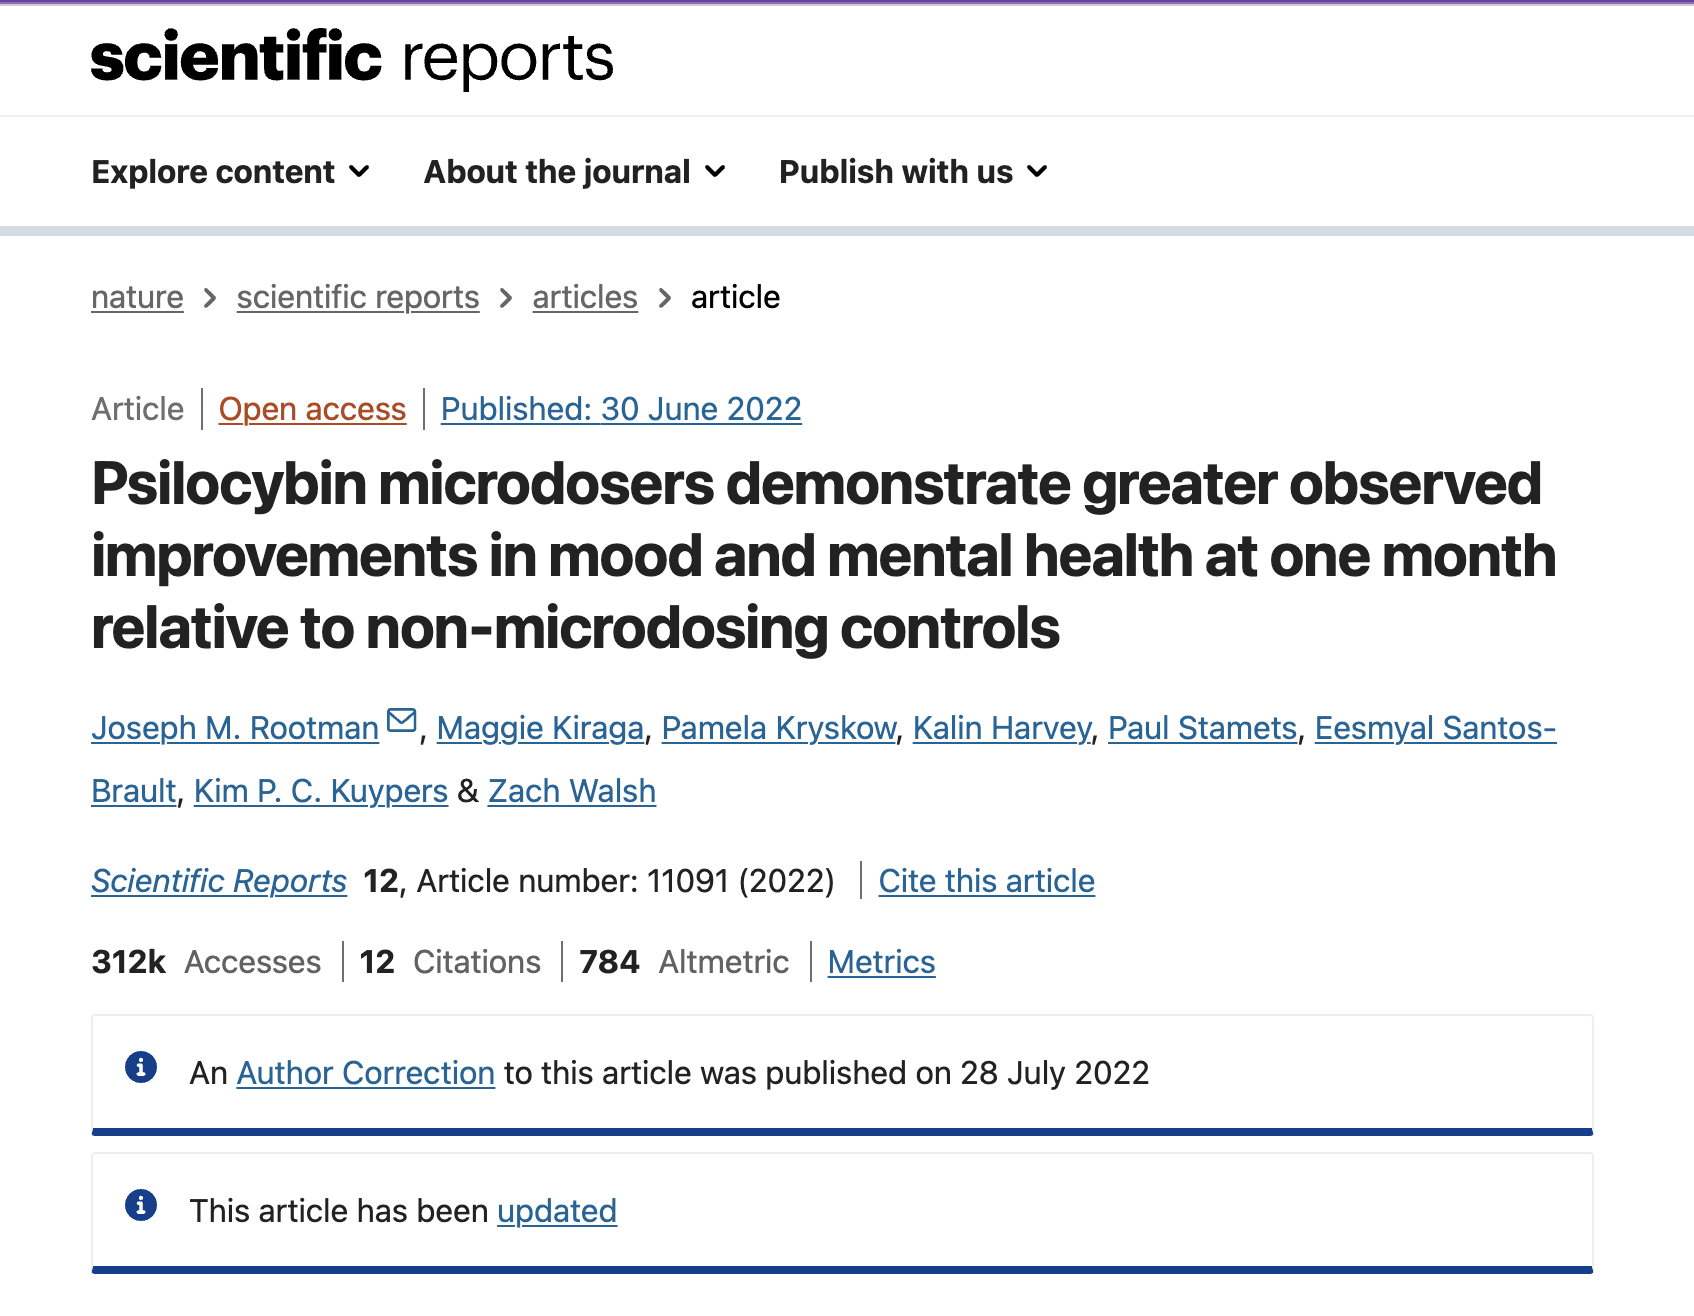 scientific reports
Explore content About the journal Publish with us
nature > scientific reports > articles > article
Article | Open access | Published: 30 June 2022
Psilocybin microdosers demonstrate greater observed
improvements in mood and mental health at one month
relative to non-microdosing controls
Joseph M. Rootman, Maggie Kiraga, Pamela Kryskow, Kalin Harvey, Paul Stamets, Eesmyal Santos-
Brault, Kim P. C. Kuypers & Zach Walsh
Scientific Reports 12, Article number: 11091 (2022) | Cite this article
312k Accesses | 12 Citations | 784 Altmetric | Metrics
An Author Correction to this article was published on 28 July 2022
This article has been updated